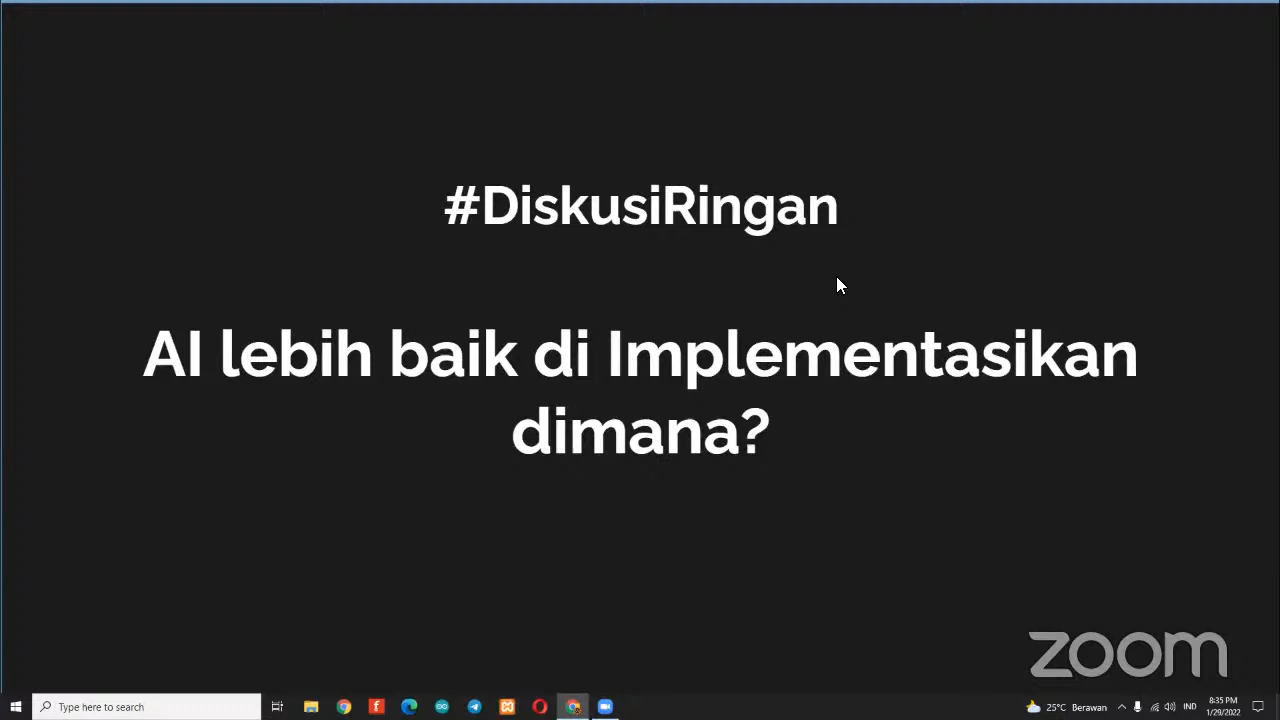 #DiskusiRingan
AI lebih baik di Implementasikan
dimana?
zoom
Type here to search
f
25°C Berawan
IND
8:35 PM
1/29/2022